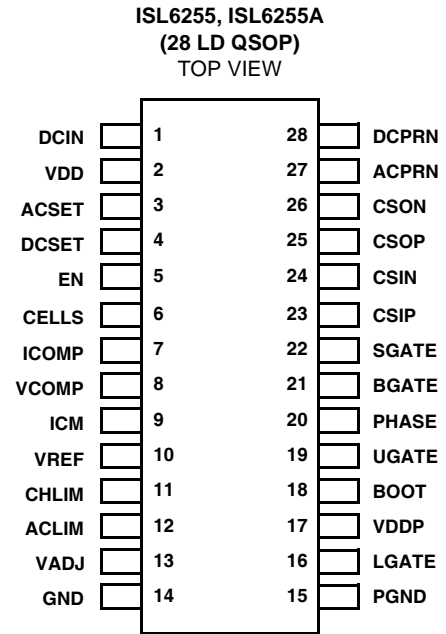 ISL6255, ISL6255A
(28 LD QSOP)
TOP VIEW
DCIN 1 28 DCPRN
VDD 2 27 ACPRN
ACSET 3 26 CSON
DCSET 4 25 CSOP
EN 5 24 CSIN
CELLS 6 23 CSIP
ICOMP 7 22 SGATE
VCOMP 8 21 BGATE
ICM 9 20 PHASE
VREF 10 19 UGATE
CHLIM 11 18 BOOT
ACLIM 12 17 VDDP
VADJ 13 16 LGATE
GND 14 15 PGND